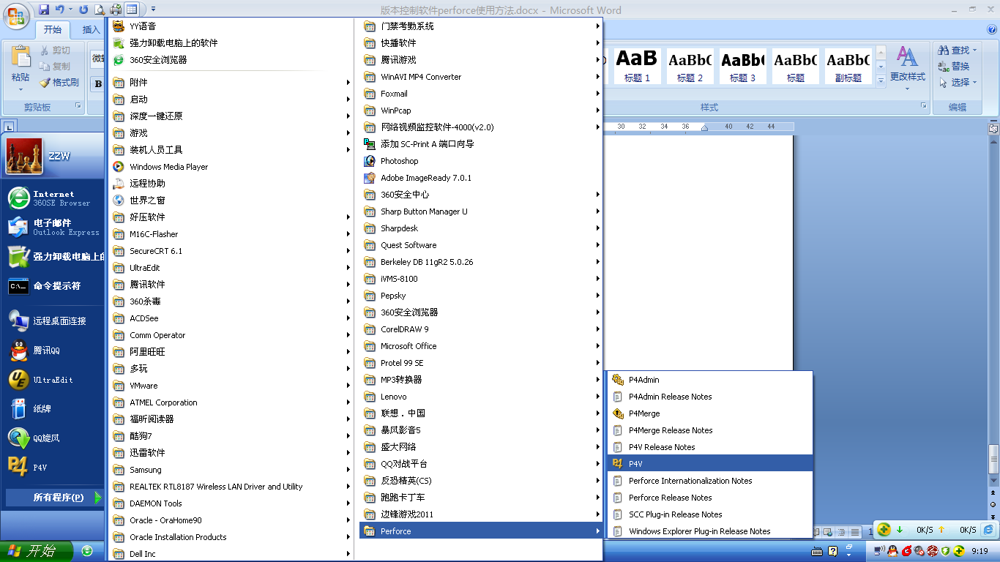 版本控制软件perforce使用方法.docx - Microsoft Word
开始
插入
剪切
复制
粘贴
格式刷
剪贴板
B
AaB
AaBb
AaBb
AaBb
AaBb
标题 1
标题 2
标题 3
标题
副标题
样式
更改样式
查找
替换
选择
编辑
30 32 34 36 40 42 44
ZZW
Internet
360SE Browser
电子邮件
Outlook Express
强力卸载电脑上的
命令提示符
远程桌面连接
腾讯QQ
UltraEdit
纸牌
QQ旋风
P4V
所有程序(P)
开始
YY语音
强力卸载电脑上的软件
360安全浏览器
附件
启动
深度一键还原
游戏
装机人员工具
Windows Media Player
远程协助
世界之窗
好压软件
M16C-Flasher
SecureCRT 6.1
UltraEdit
腾讯软件
360杀毒
ACDSee
Comm Operator
阿里旺旺
多玩
VMware
ATMEL Corporation
福昕阅读器
酷狗7
迅雷软件
Samsung
REALTEK RTL8187 Wireless LAN Driver and Utility
DAEMON Tools
Oracle - OraHome90
Oracle Installation Products
Dell Inc
门禁考勤系统
快播软件
腾讯游戏
WinAVI MP4 Converter
Foxmail
WinPcap
网络视频监控软件-4000(v2.0)
添加 SC-Print A 端口向导
Photoshop
Adobe ImageReady 7.0.1
360安全中心
Sharp Button Manager U
Sharpdesk
Quest Software
Berkeley DB 11gR2 5.0.26
iVMS-8100
Pepsky
360安全浏览器
CorelDRAW 9
Microsoft Office
Protel 99 SE
MP3转换器
Lenovo
联想．中国
暴风影音5
盛大网络
QQ对战平台
反恐精英(CS)
跑跑卡丁车
边锋游戏2011
Perforce
P4Admin
P4Admin Release Notes
P4Merge
P4Merge Release Notes
P4V Release Notes
P4V
Perforce Internationalization Notes
Perforce Release Notes
SCC Plug-in Release Notes
Windows Explorer Plug-in Release Notes
0K/S
0K/S
9:19